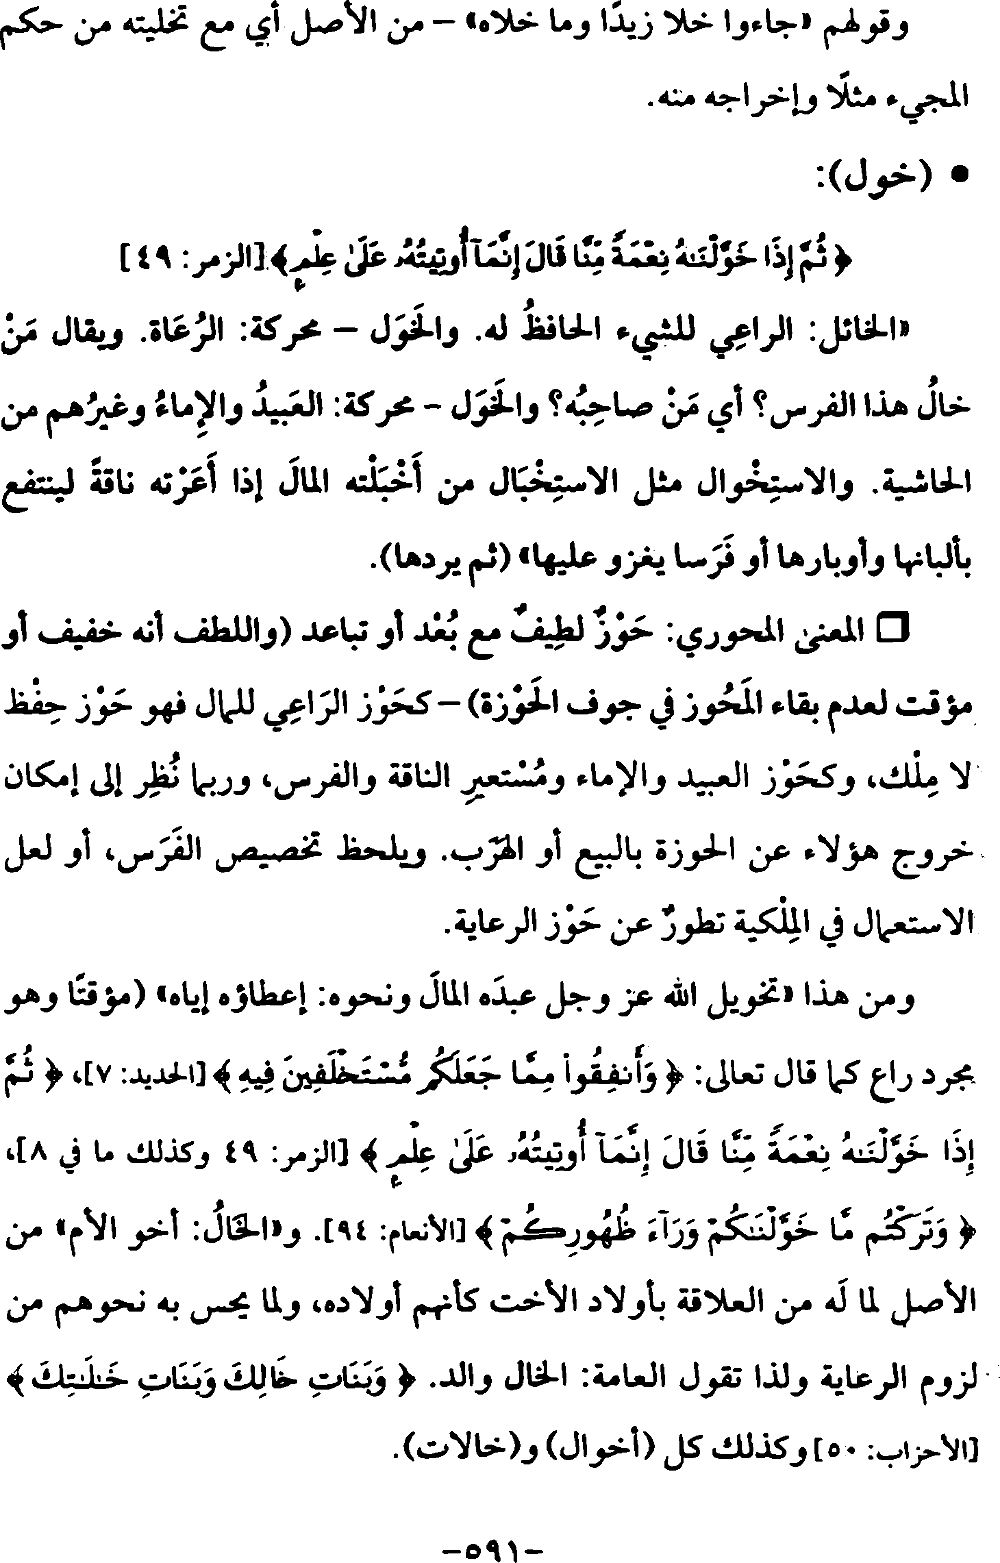 وقولهم «جاءوا خلا زيدًا وما خلاه» – من الأصل أي مع تخليته من حكم
المجيء مثلًا وإخراجه منه.
• (خول):
﴿ ثُمَّ إِذَا خَوَّلْنَٰهُ نِعْمَةً مِّنَّا قَالَ إِنَّمَآ أُوتِيتُهُۥ عَلَىٰ عِلْمٍۭ ﴾ [الزمر: ٤٩]
«الخائل: الراعِي للشيء الحافظُ له. والخَوَل – محركة: الرُعَاة. ويقال مَنْ
خالُ هذا الفرس؟ أي مَنْ صاحِبُه؟ والخَوَل – محركة: العَبيدُ والإِماءُ وغيرُهم من
الحاشية. والاستِخْوال مثل الاستِخْبَال من أَخْبَلْته المالَ إذا أَعَرْته ناقةً لينتفع
بألبانها وأوبارها أو فَرَسا يغزو عليها» (ثم يردها).
❒ المعنى المحوري: حَوْزٌ لطِيفٌ مع بُعْد أو تباعد (واللطف أنه خفيف أو
مؤقت لعدم بقاء المَحُوز في جوف الحَوْزة) – كحَوْز الرَاعِي للمال فهو حَوْز حِفْظ
لا مِلْك، وكحَوْز العبيد والإماء ومُسْتعيرِ الناقة والفرس، وربما نُظِر إلى إمكان
خروج هؤلاء عن الحوزة بالبيع أو الهَرَب. ويلحظ تخصيص الفَرَس، أو لعل
الاستعمال في المِلْكية تطورٌ عن حَوْز الرعاية.
ومن هذا «تخويل الله عز وجل عبدَه المالَ ونحوه: إعطاؤه إياه» (مؤقتًا وهو
مجرد راع كما قال تعالى: ﴿ وَأَنفِقُوا۟ مِمَّا جَعَلَكُم مُّسْتَخْلَفِينَ فِيهِ ﴾ [الحديد: ٧]، ﴿ ثُمَّ
إِذَا خَوَّلْنَٰهُ نِعْمَةً مِّنَّا قَالَ إِنَّمَآ أُوتِيتُهُۥ عَلَىٰ عِلْمٍۭ ﴾ [الزمر: ٤٩ وكذلك ما في ٨]،
﴿ وَتَرَكْتُم مَّا خَوَّلْنَٰكُمْ وَرَآءَ ظُهُورِكُمْ ﴾ [الأنعام: ٩٤]. و«الخَالُ: أخو الأم» من
الأصل لما لَه من العلاقة بأولاد الأخت كأنهم أولاده، ولما يحس به نحوهم من
لزوم الرعاية ولذا تقول العامة: الخال والد. ﴿ وَبَنَاتِ خَالِكَ وَبَنَاتِ خَٰلَٰتِكَ ﴾
[الأحزاب: ٥٠] وكذلك كل (أخوال) و(خالات).
-٥٩١-